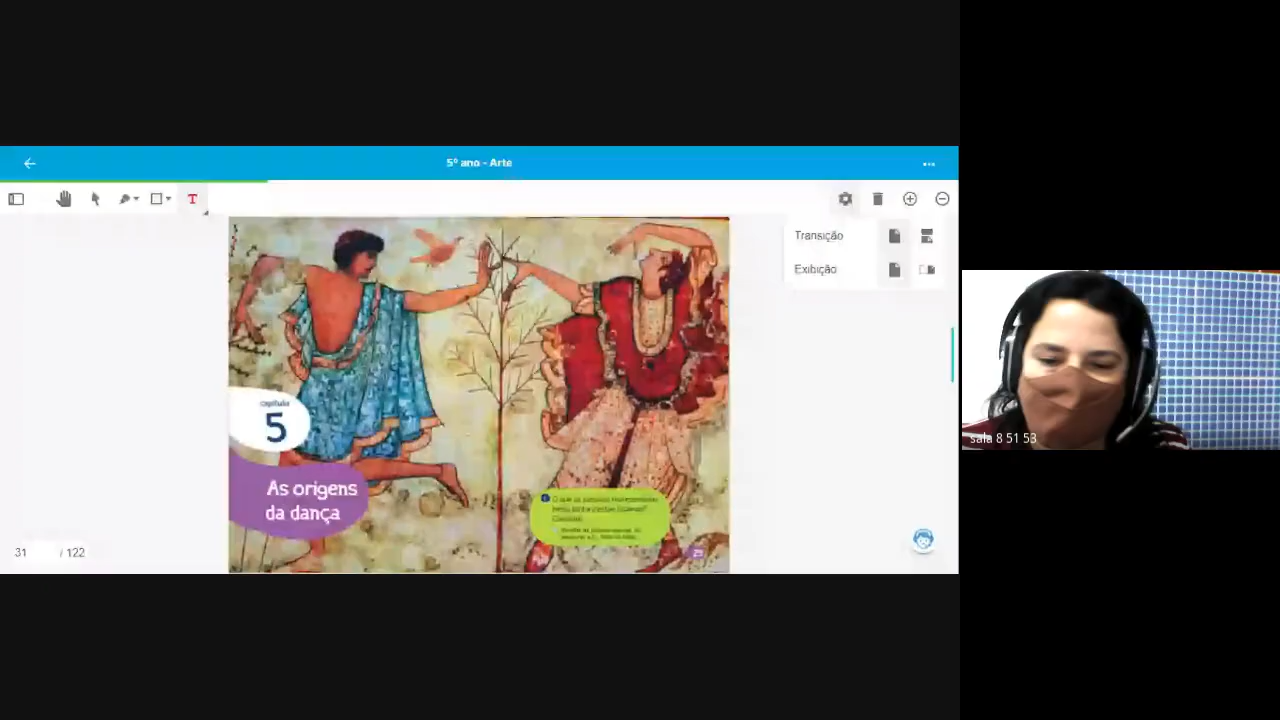 5º ano - Arte
T
Transição
Exibição
capítulo
5
As origens
da dança
31 / 122
sala 8 51 53